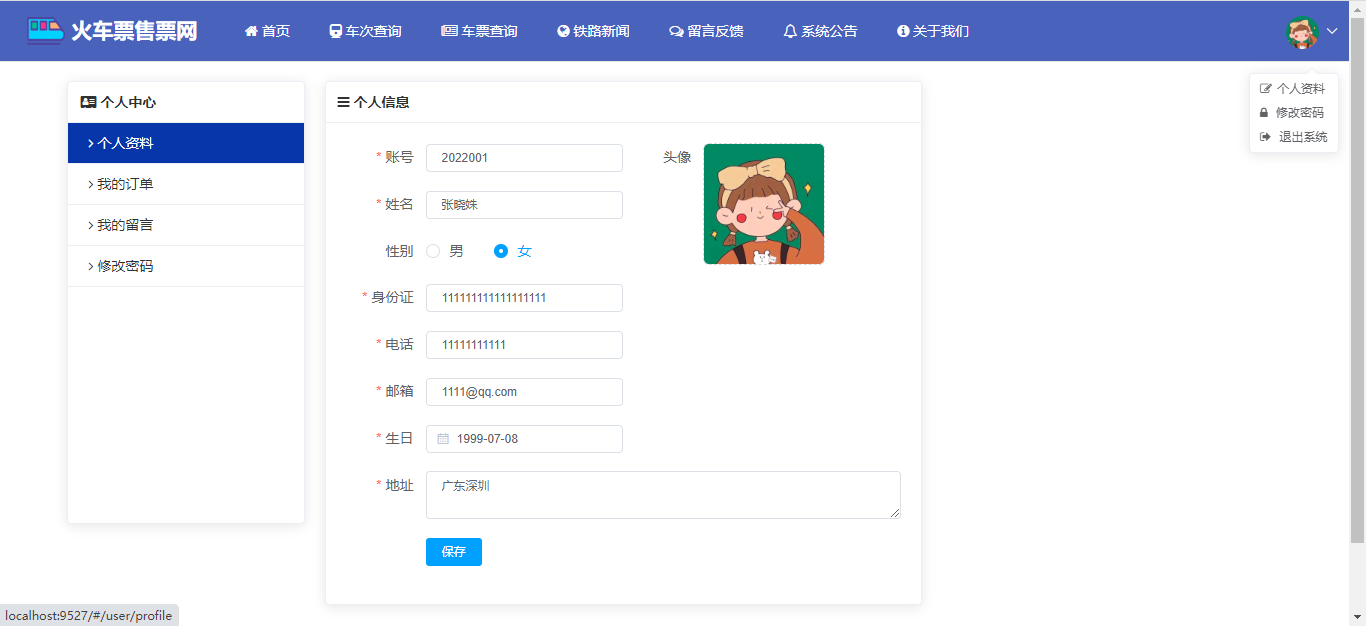 火车票售票网 首页 车次查询 车票查询 铁路新闻 留言反馈 系统公告 关于我们
个人资料
修改密码
退出系统
个人中心
个人资料
我的订单
我的留言
修改密码
个人信息
* 账号 2022001
头像
* 姓名 张晓妹
性别 男 女
* 身份证 111111111111111111
* 电话 11111111111
* 邮箱 1111@qq.com
* 生日 1999-07-08
* 地址 广东深圳
保存
localhost:9527/#/user/profile